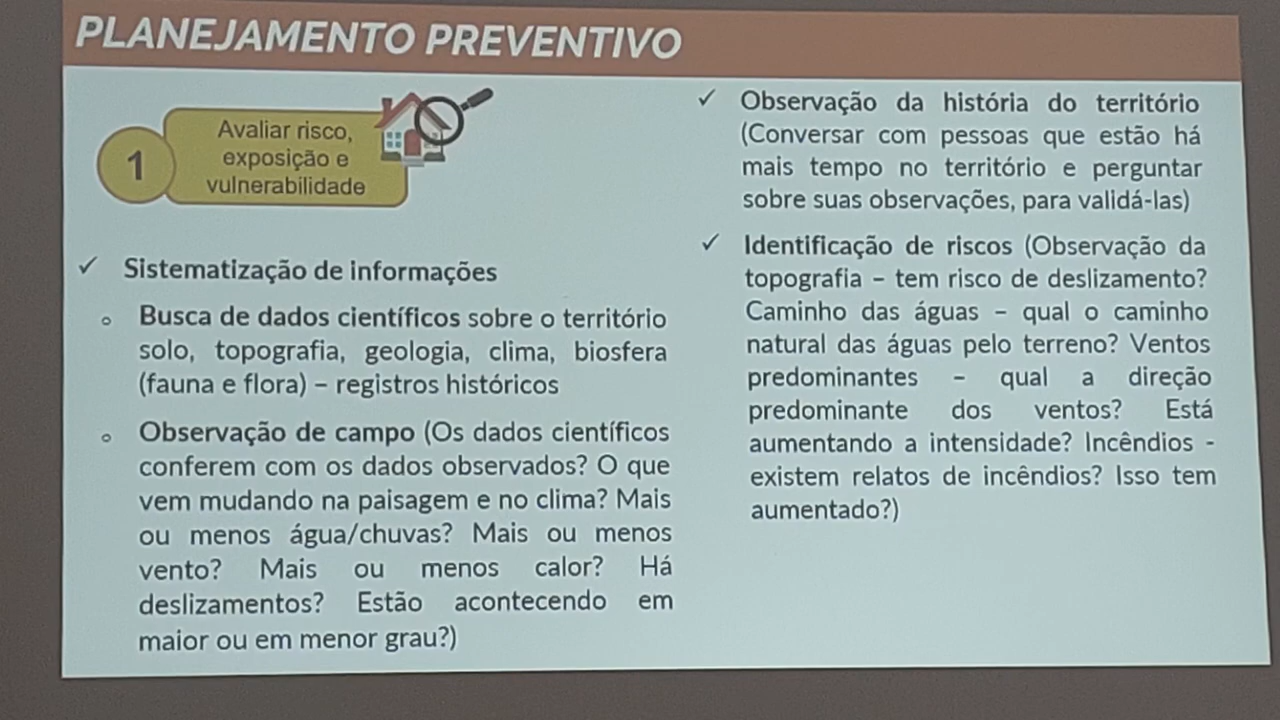 PLANEJAMENTO PREVENTIVO
1
Avaliar risco,
exposição e
vulnerabilidade
✓ Sistematização de informações
o Busca de dados científicos sobre o território
solo, topografia, geologia, clima, biosfera
(fauna e flora) – registros históricos
o Observação de campo (Os dados científicos
conferem com os dados observados? O que
vem mudando na paisagem e no clima? Mais
ou menos água/chuvas? Mais ou menos
vento? Mais ou menos calor? Há
deslizamentos? Estão acontecendo em
maior ou em menor grau?)
✓ Observação da história do território
(Conversar com pessoas que estão há
mais tempo no território e perguntar
sobre suas observações, para validá-las)
✓ Identificação de riscos (Observação da
topografia – tem risco de deslizamento?
Caminho das águas – qual o caminho
natural das águas pelo terreno? Ventos
predominantes – qual a direção
predominante dos ventos? Está
aumentando a intensidade? Incêndios -
existem relatos de incêndios? Isso tem
aumentado?)